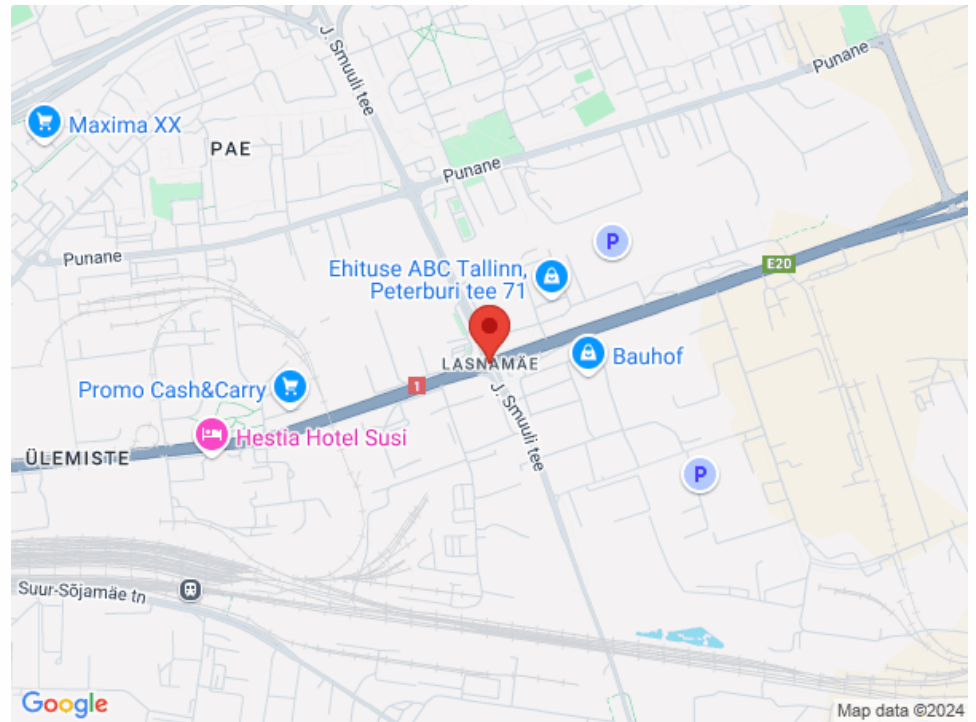 J. Smuuli tee
Punane
Maxima XX
PAE
Punane
Punane
P
Ehituse ABC Tallinn,
Peterburi tee 71
E20
LASNAMÄE
Bauhof
1
Promo Cash&Carry
J. Smuuli tee
Hestia Hotel Susi
ÜLEMISTE
P
Suur-Sõjamäe tn
Google
Map data ©2024